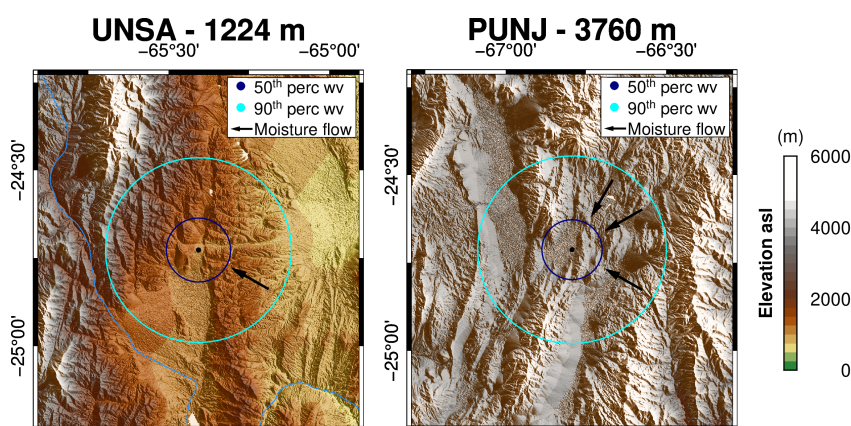 UNSA - 1224 m
−65°30'
−65°00'
50th perc wv
90th perc wv
Moisture flow
−24°30'
−25°00'
PUNJ - 3760 m
−67°00'
−66°30'
50th perc wv
90th perc wv
Moisture flow
−24°30'
−25°00'
(m)
6000
4000
2000
0
Elevation asl